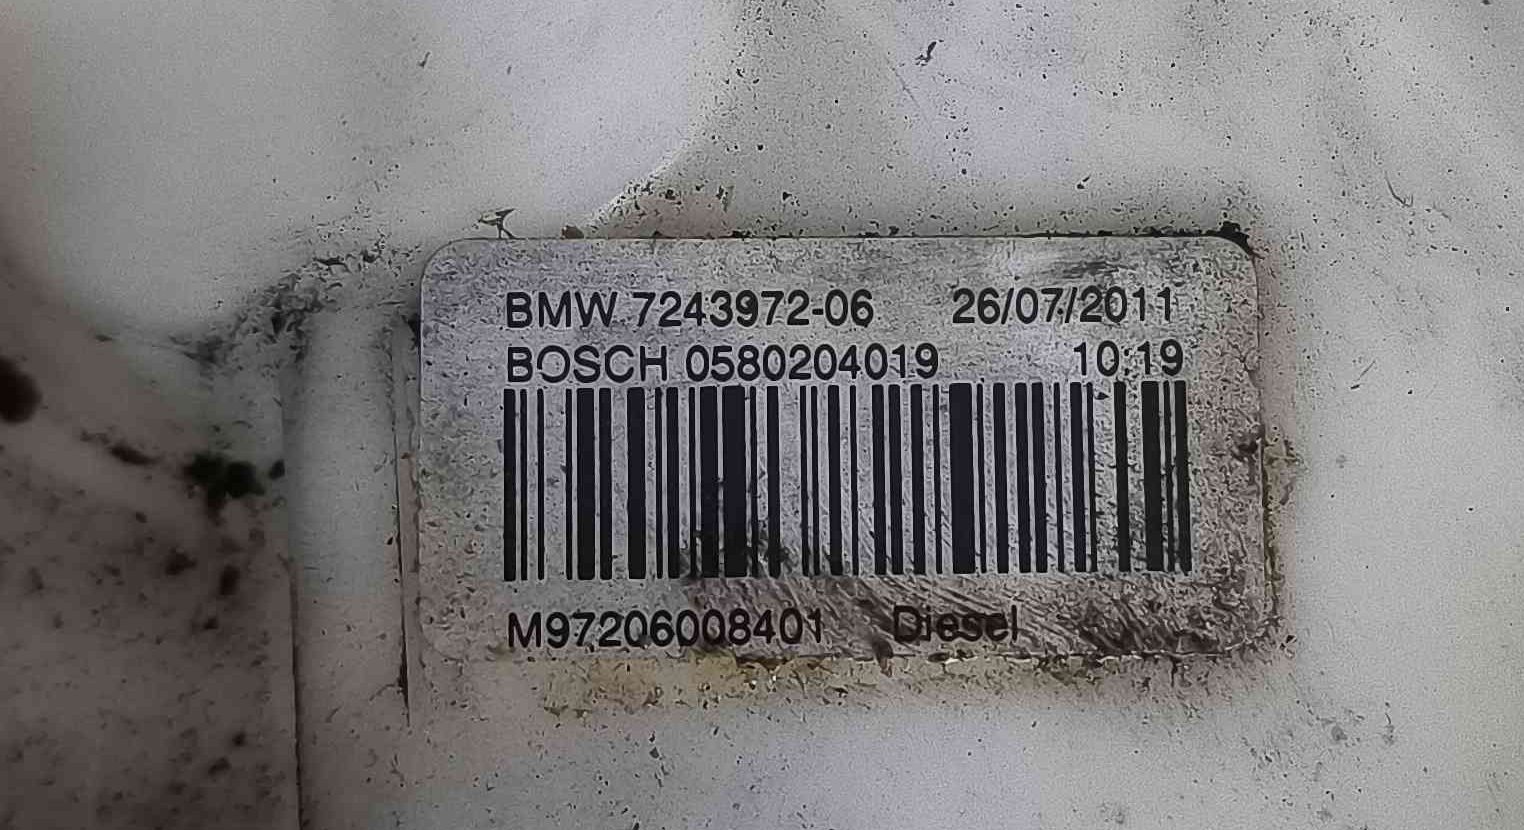 BMW 7243972-06 26/07/2011
BOSCH 0580204019 10:19
M97206008401 Diesel